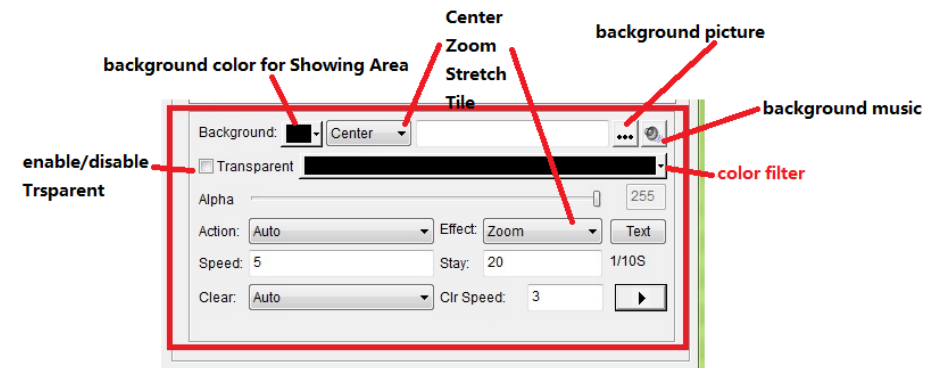 Center
Zoom
Stretch
Tile
background picture
background color for Showing Area
background music
Background: Center ...
enable/disable
Trsparent
Transparent
color filter
Alpha 255
Action: Auto Effect: Zoom Text
Speed: 5 Stay: 20 1/10S
Clear: Auto Clr Speed: 3